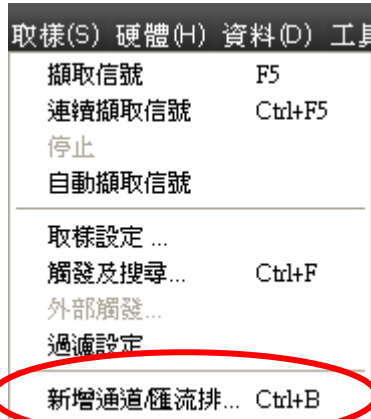 取樣(S) 硬體(H) 資料(D) 工具
擷取信號 F5
連續擷取信號 Ctrl+F5
停止
自動擷取信號
取樣設定 ...
觸發及搜尋... Ctrl+F
外部觸發...
過濾設定
新增通道/匯流排... Ctrl+B